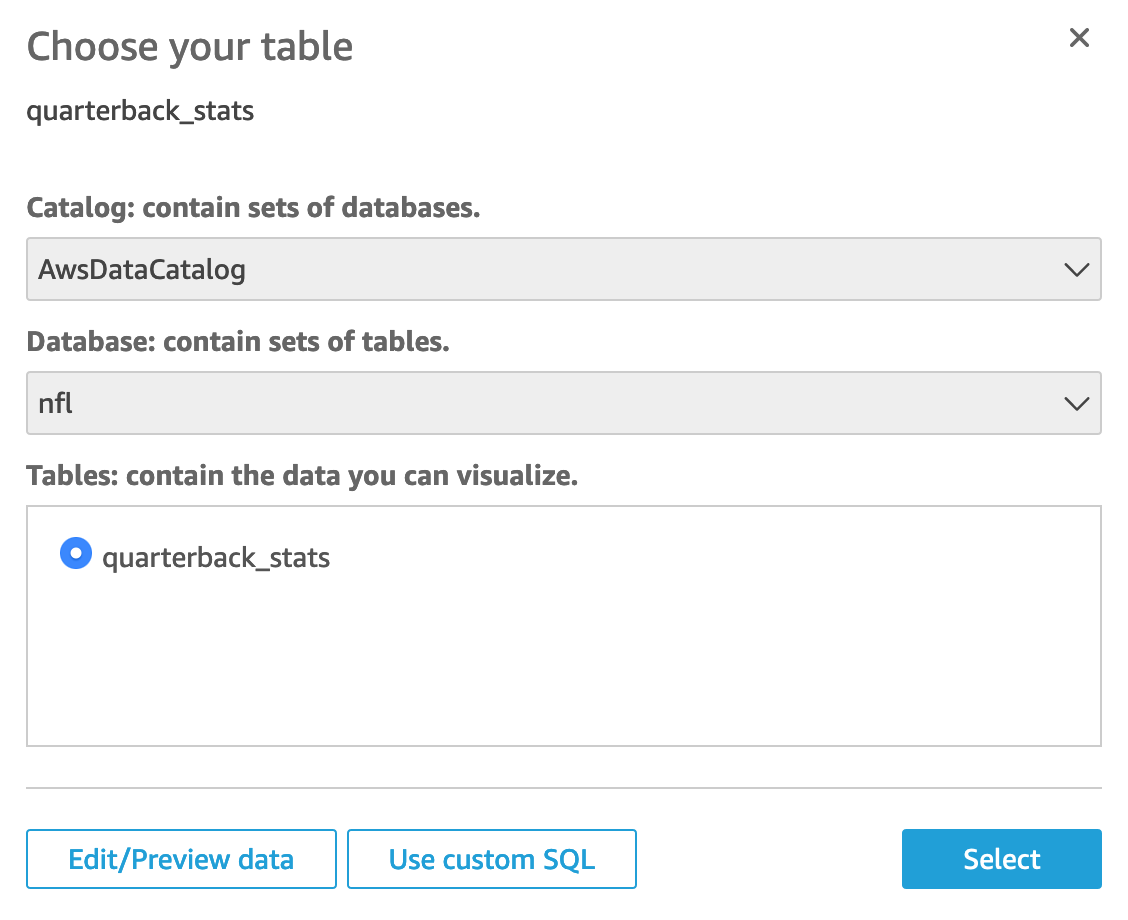 Choose your table
quarterback_stats
Catalog: contain sets of databases.
AwsDataCatalog
Database: contain sets of tables.
nfl
Tables: contain the data you can visualize.
quarterback_stats
Edit/Preview data
Use custom SQL
Select